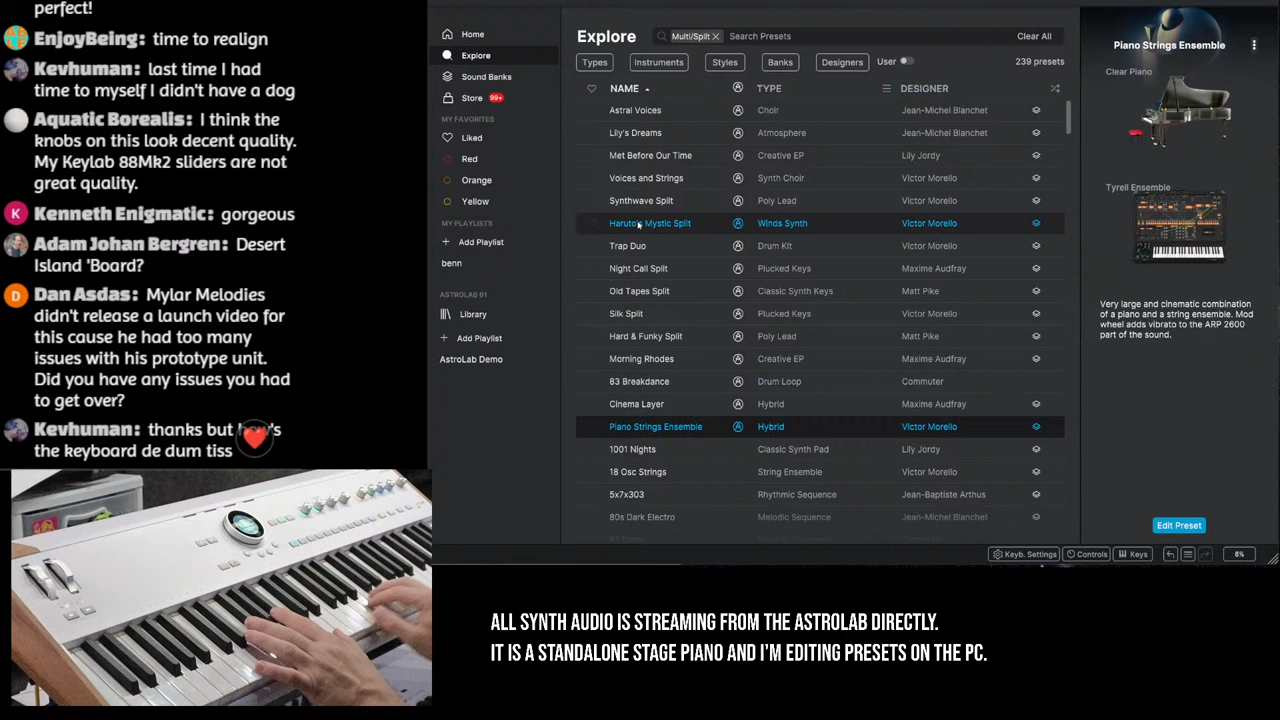 perfect!
EnjoyBeing: time to realign
Kevhuman: last time I had
time to myself I didn't have a dog
Aquatic Borealis: I think the
knobs on this look decent quality.
My Keylab 88Mk2 sliders are not
great quality.
K
Kenneth Enigmatic: gorgeous
Adam Johan Bergren: Desert
Island 'Board?
D
Dan Asdas: Mylar Melodies
didn't release a launch video for
this cause he had too many
issues with his prototype unit.
Did you have any issues you had
to get over?
Kevhuman: thanks but
the keyboard de dum tiss
Home
Explore
Sound Banks
Store 99+
MY FAVORITES
Liked
Red
Orange
Yellow
MY PLAYLISTS
Add Playlist
benn
ASTROLAB 01
Library
Add Playlist
AstroLab Demo
Explore Multi/Split Search Presets Clear All
Types Instruments Styles Banks Designers User 239 presets
NAME TYPE DESIGNER
Astral Voices Choir Jean-Michel Blanchet
Lily's Dreams Atmosphere Jean-Michel Blanchet
Met Before Our Time Creative EP Lily Jordy
Voices and Strings Synth Choir Victor Morello
Synthwave Split Poly Lead Victor Morello
Haruto's Mystic Split Winds Synth Victor Morello
Trap Duo Drum Kit Victor Morello
Night Call Split Plucked Keys Maxime Audfray
Old Tapes Split Classic Synth Keys Matt Pike
Silk Split Plucked Keys Victor Morello
Hard & Funky Split Poly Lead Matt Pike
Morning Rhodes Creative EP Maxime Audfray
83 Breakdance Drum Loop Commuter
Cinema Layer Hybrid Maxime Audfray
Piano Strings Ensemble Hybrid Victor Morello
1001 Nights Classic Synth Pad Lily Jordy
18 Osc Strings String Ensemble Victor Morello
5x7x303 Rhythmic Sequence Jean-Baptiste Arthus
80s Dark Electro Melodic Sequence Jean-Michel Blanchet
Piano Strings Ensemble
Clear Piano
Tyrell Ensemble
Very large and cinematic combination
of a piano and a string ensemble. Mod
wheel adds vibrato to the ARP 2600
part of the sound.
Edit Preset
Keyb. Settings Controls Keys 6%
ALL SYNTH AUDIO IS STREAMING FROM THE ASTROLAB DIRECTLY.
IT IS A STANDALONE STAGE PIANO AND I'M EDITING PRESETS ON THE PC.